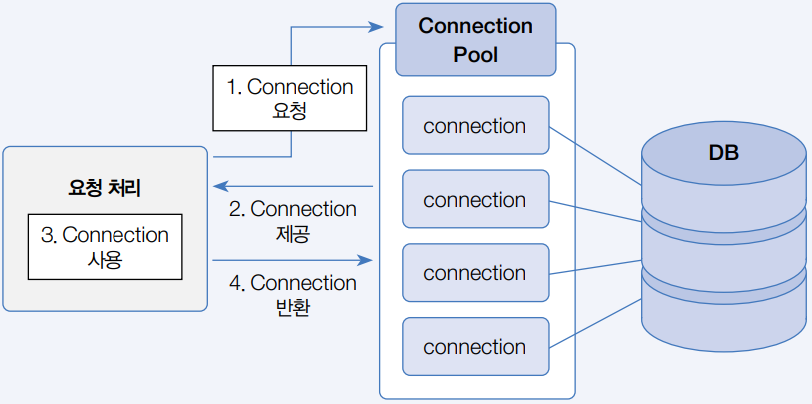 Connection
Pool
1. Connection
요청
connection
DB
connection
요청 처리
2. Connection
제공
3. Connection
사용
connection
4. Connection
반환
connection